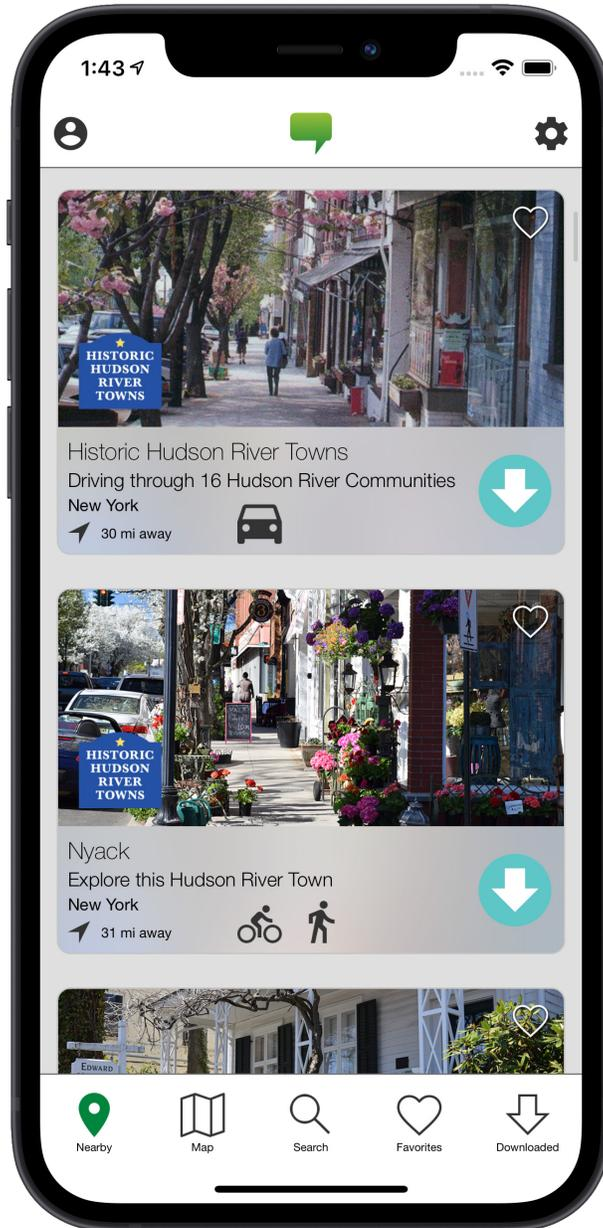 1:43
HISTORIC
HUDSON
RIVER
TOWNS
Historic Hudson River Towns
Driving through 16 Hudson River Communities
New York
30 mi away
3
HISTORIC
HUDSON
RIVER
TOWNS
Nyack
Explore this Hudson River Town
New York
31 mi away
EDWARD
Nearby
Map
Search
Favorites
Downloaded